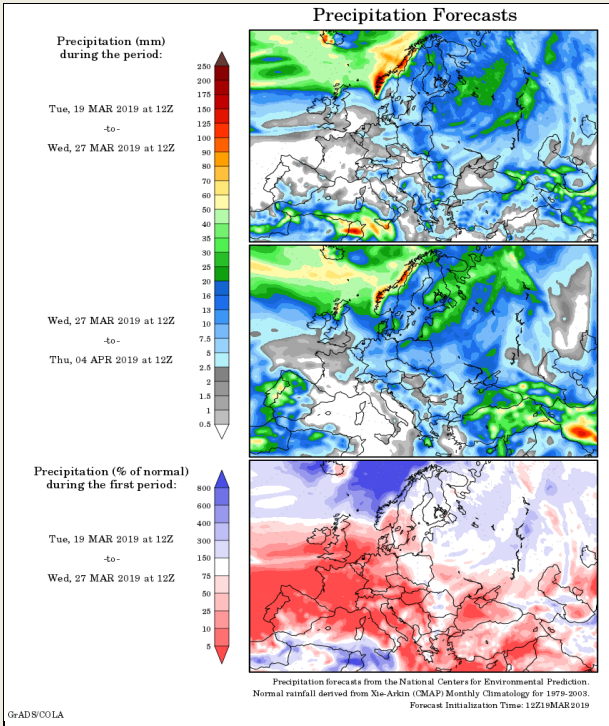 Precipitation Forecasts
Precipitation (mm)
during the period:
Tue, 19 MAR 2019 at 12Z
-to-
Wed, 27 MAR 2019 at 12Z
250
200
175
150
125
100
90
80
70
60
50
40
35
30
25
20
16
13
10
7.5
5
2.5
2
1.5
1
0.5
Wed, 27 MAR 2019 at 12Z
-to-
Thu, 04 APR 2019 at 12Z
Precipitation (% of normal)
during the first period:
Tue, 19 MAR 2019 at 12Z
-to-
Wed, 27 MAR 2019 at 12Z
800
600
400
300
150
75
50
25
10
5
Precipitation forecasts from the National Centers for Environmental Prediction.
Normal rainfall derived from Xie-Arkin (CMAP) Monthly Climatology for 1979-2003.
Forecast Initialization Time: 12Z19MAR2019
GrADS/COLA